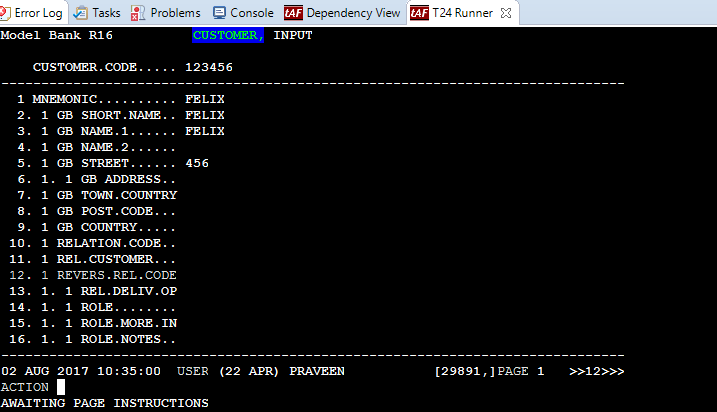 Error Log Tasks Problems Console tAF Dependency View tAF T24 Runner
Model Bank R16 CUSTOMER, INPUT
CUSTOMER.CODE..... 123456
------------------------------------------------------------------------------
1 MNEMONIC.......... FELIX
2. 1 GB SHORT.NAME.. FELIX
3. 1 GB NAME.1...... FELIX
4. 1 GB NAME.2......
5. 1 GB STREET...... 456
6. 1. 1 GB ADDRESS..
7. 1 GB TOWN.COUNTRY
8. 1 GB POST.CODE...
9. 1 GB COUNTRY.....
10. 1 RELATION.CODE..
11. 1 REL.CUSTOMER...
12. 1 REVERS.REL.CODE
13. 1. 1 REL.DELIV.OP
14. 1. 1 ROLE........
15. 1. 1 ROLE.MORE.IN
16. 1. 1 ROLE.NOTES..
------------------------------------------------------------------------------
02 AUG 2017 10:35:00 USER (22 APR) PRAVEEN [29891,]PAGE 1 >>12>>>
ACTION
AWAITING PAGE INSTRUCTIONS